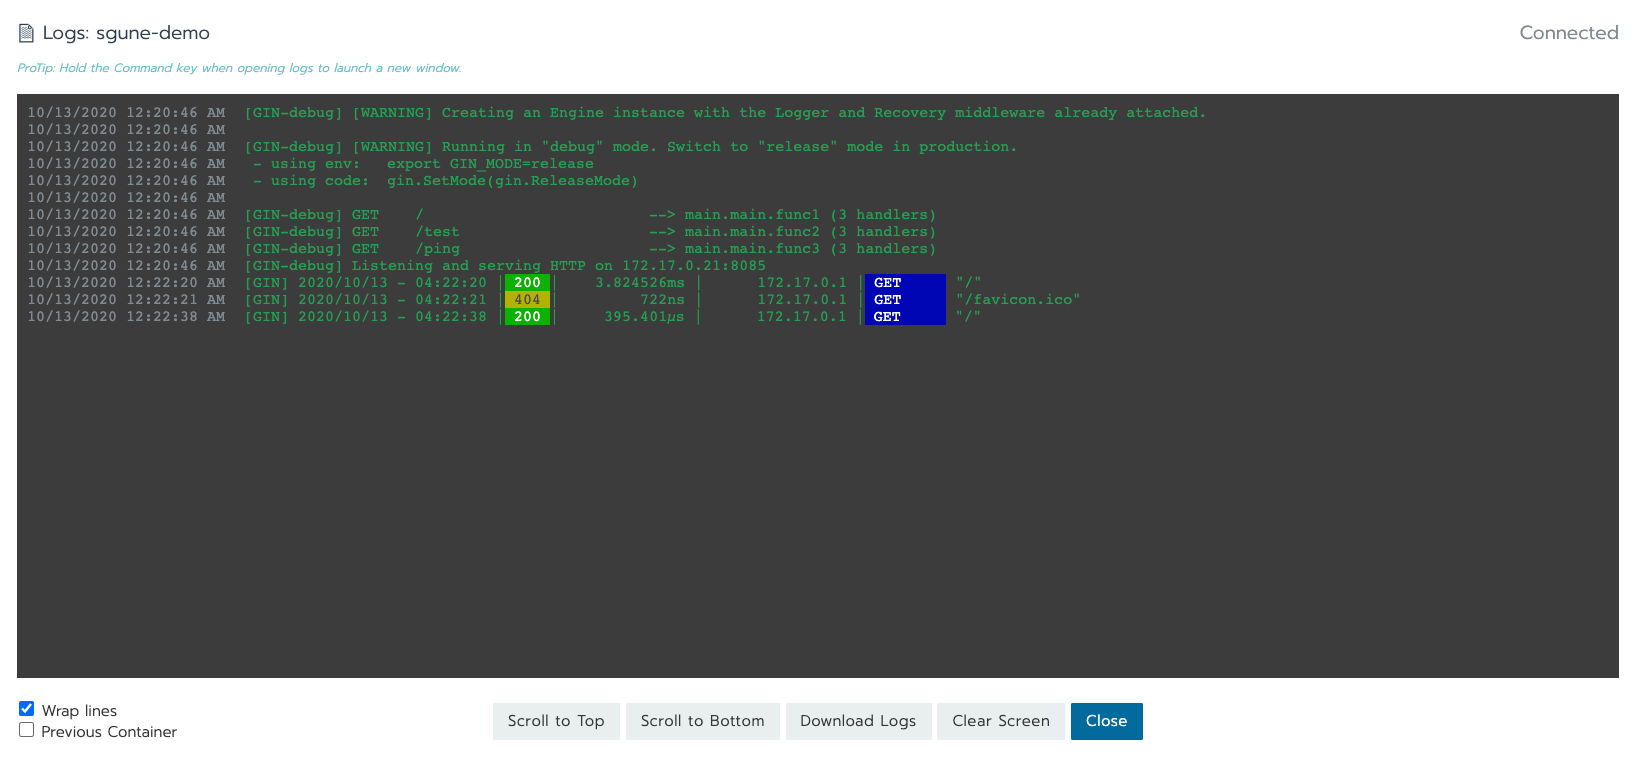 Logs: sgune-demo
Connected
ProTip: Hold the Command key when opening logs to launch a new window.
10/13/2020 12:20:46 AM  [GIN-debug] [WARNING] Creating an Engine instance with the Logger and Recovery middleware already attached.
10/13/2020 12:20:46 AM
10/13/2020 12:20:46 AM  [GIN-debug] [WARNING] Running in "debug" mode. Switch to "release" mode in production.
10/13/2020 12:20:46 AM   - using env:   export GIN_MODE=release
10/13/2020 12:20:46 AM   - using code:  gin.SetMode(gin.ReleaseMode)
10/13/2020 12:20:46 AM
10/13/2020 12:20:46 AM  [GIN-debug] GET    /                         --> main.main.func1 (3 handlers)
10/13/2020 12:20:46 AM  [GIN-debug] GET    /test                     --> main.main.func2 (3 handlers)
10/13/2020 12:20:46 AM  [GIN-debug] GET    /ping                     --> main.main.func3 (3 handlers)
10/13/2020 12:20:46 AM  [GIN-debug] Listening and serving HTTP on 172.17.0.21:8085
10/13/2020 12:22:20 AM  [GIN] 2020/10/13 - 04:22:20 | 200 |    3.824526ms |      172.17.0.1 | GET      "/"
10/13/2020 12:22:21 AM  [GIN] 2020/10/13 - 04:22:21 | 404 |         722ns |      172.17.0.1 | GET      "/favicon.ico"
10/13/2020 12:22:38 AM  [GIN] 2020/10/13 - 04:22:38 | 200 |     395.401µs |      172.17.0.1 | GET      "/"
Wrap lines
Previous Container
Scroll to Top
Scroll to Bottom
Download Logs
Clear Screen
Close